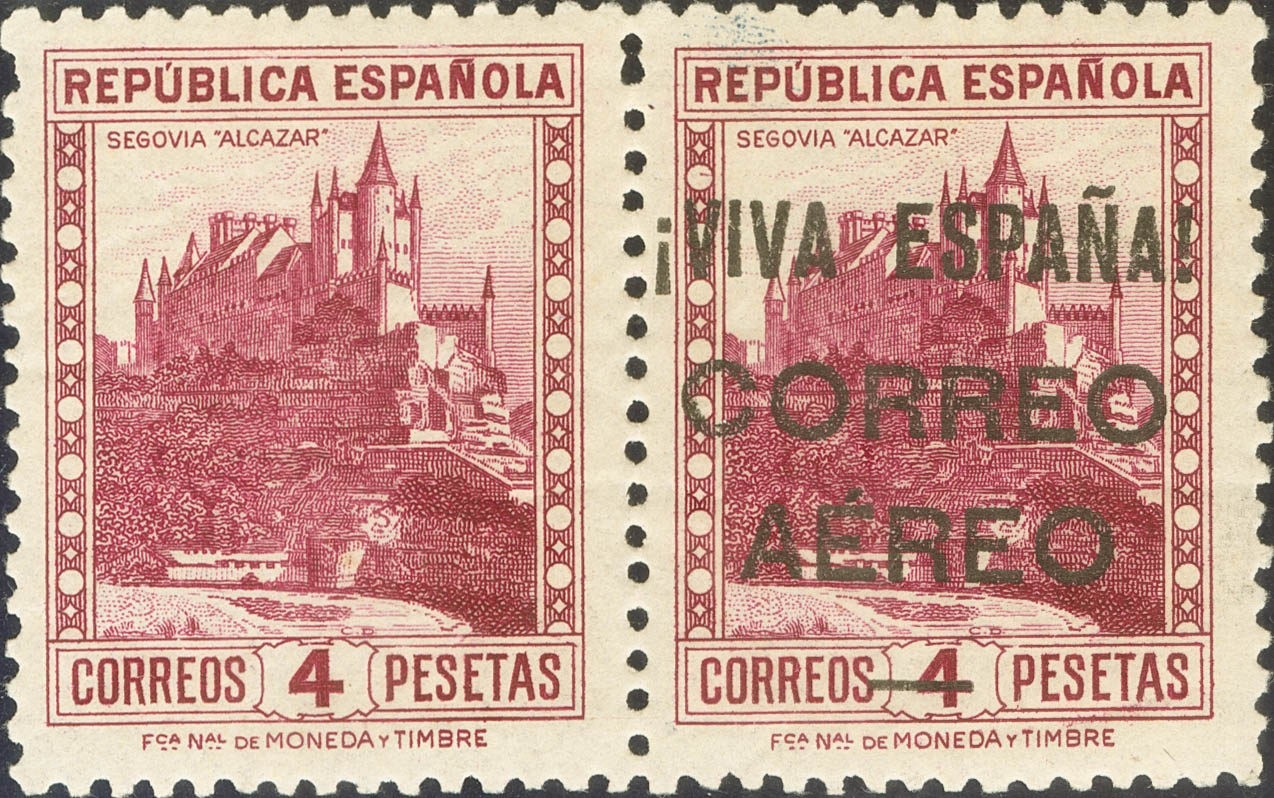 REPÚBLICA ESPAÑOLA
SEGOVIA "ALCAZAR"
CORREOS 4 PESETAS
C.D.
FCA NAL DE MONEDA Y TIMBRE
REPÚBLICA ESPAÑOLA
SEGOVIA "ALCAZAR"
¡VIVA ESPAÑA!
CORREO
AÉREO
C.D.
CORREOS 4 PESETAS
FCA NAL DE MONEDA Y TIMBRE